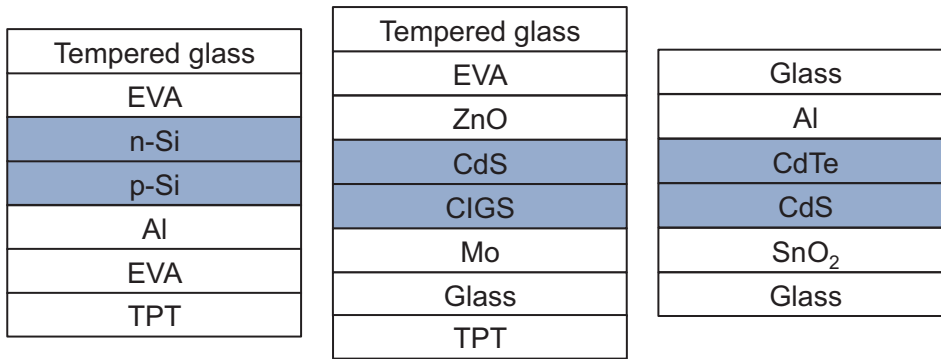 Tempered glass
EVA
n-Si
p-Si
Al
EVA
TPT
Tempered glass
EVA
ZnO
CdS
CIGS
Mo
Glass
TPT
Glass
Al
CdTe
CdS
SnO₂
Glass